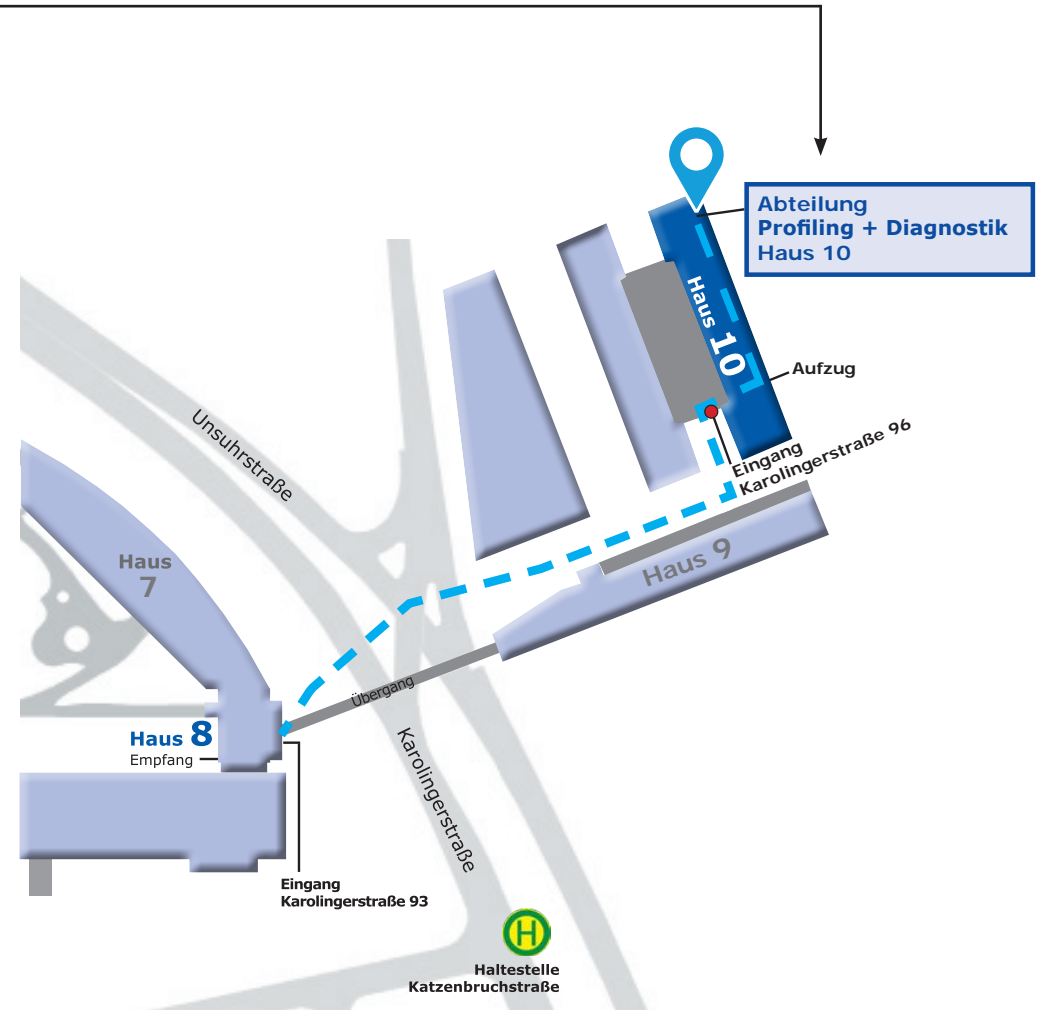 Abteilung
Profiling + Diagnostik
Haus 10
Haus 10
Aufzug
Eingang
Karolingerstraße 96
Unsuhrstraße
Haus 9
Haus
7
Übergang
Haus 8
Empfang
Karolingerstraße
Eingang
Karolingerstraße 93
H
Haltestelle
Katzenbruchstraße